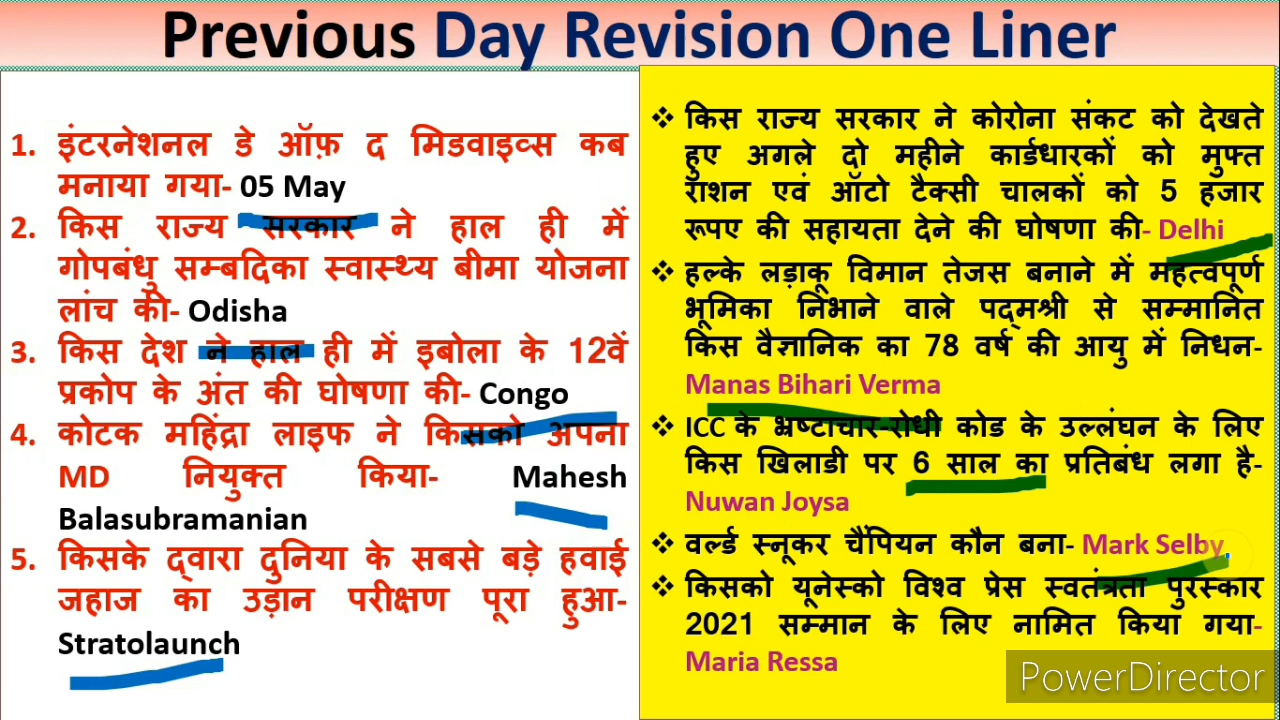 Previous Day Revision One Liner
1. इंटरनेशनल डे ऑफ़ द मिडवाइव्स कब
मनाया गया- 05 May
2. किस राज्य सरकार ने हाल ही में
गोपबंधु सम्बदिका स्वास्थ्य बीमा योजना
लांच की- Odisha
3. किस देश ने हाल ही में इबोला के 12वें
प्रकोप के अंत की घोषणा की- Congo
4. कोटक महिंद्रा लाइफ ने किसको अपना
MD नियुक्त किया- Mahesh
Balasubramanian
5. किसके द्वारा दुनिया के सबसे बड़े हवाई
जहाज का उड़ान परीक्षण पूरा हुआ-
Stratolaunch
❖ किस राज्य सरकार ने कोरोना संकट को देखते
हुए अगले दो महीने कार्डधारकों को मुफ्त
राशन एवं ऑटो टैक्सी चालकों को 5 हजार
रूपए की सहायता देने की घोषणा की- Delhi
❖ हल्के लड़ाकू विमान तेजस बनाने में महत्वपूर्ण
भूमिका निभाने वाले पद्मश्री से सम्मानित
किस वैज्ञानिक का 78 वर्ष की आयु में निधन-
Manas Bihari Verma
❖ ICC के भ्रष्टाचार-रोधी कोड के उल्लंघन के लिए
किस खिलाडी पर 6 साल का प्रतिबंध लगा है-
Nuwan Joysa
❖ वर्ल्ड स्नूकर चैंपियन कौन बना- Mark Selby,
❖ किसको यूनेस्को विश्व प्रेस स्वतंत्रता पुरस्कार
2021 सम्मान के लिए नामित किया गया-
Maria Ressa
PowerDirector